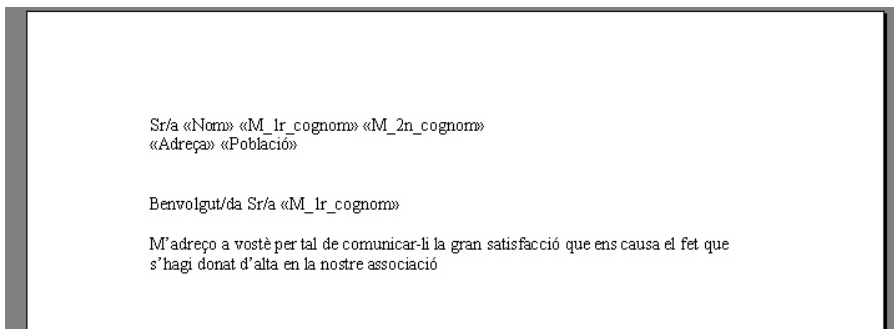 Sr/a «Nom» «M_1r_cognom» «M_2n_cognom»
«Adreça» «Població»
Benvolgut/da Sr/a «M_1r_cognom»
M’adreço a vostè per tal de comunicar-li la gran satisfacció que ens causa el fet que
s’hagi donat d’alta en la nostre associació